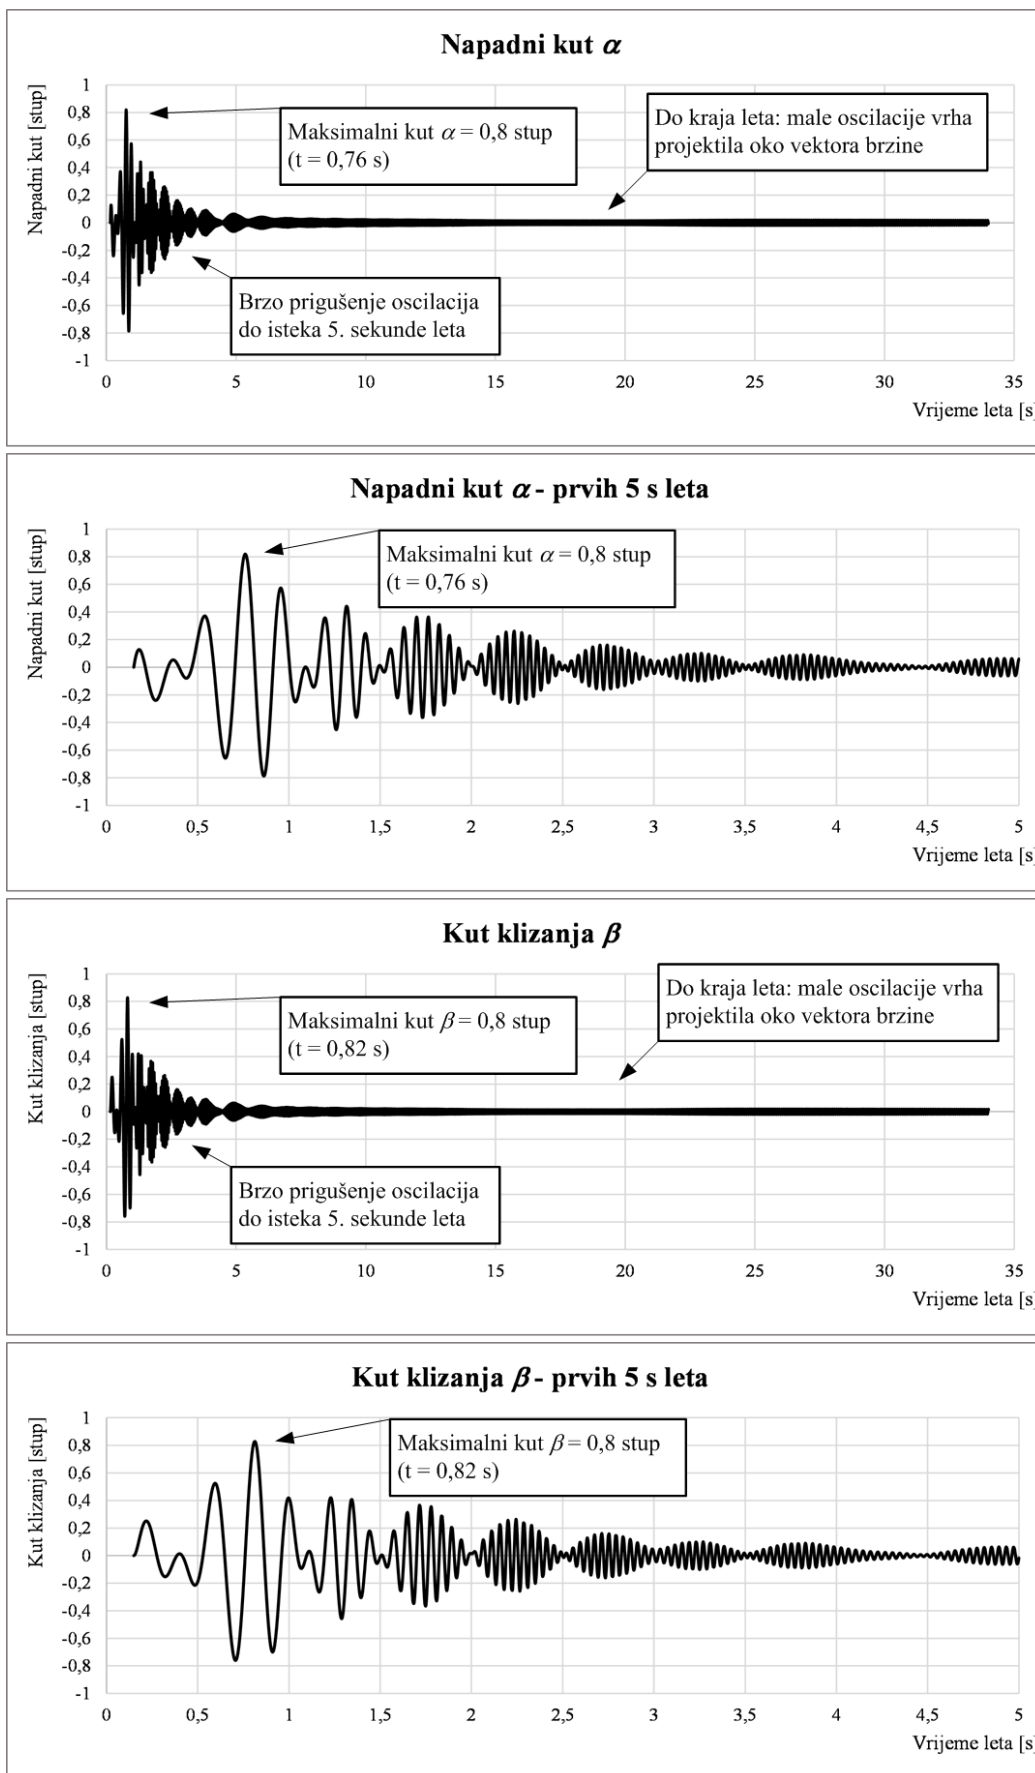 Napadni kut α
Napadni kut [stup]
1
0,8
0,6
0,4
0,2
0
-0,2
-0,4
-0,6
-0,8
-1
Maksimalni kut α = 0,8 stup
(t = 0,76 s)
Do kraja leta: male oscilacije vrha
projektila oko vektora brzine
Brzo prigušenje oscilacija
do isteka 5. sekunde leta
0 5 10 15 20 25 30 35
Vrijeme leta [s]
Napadni kut α - prvih 5 s leta
Napadni kut [stup]
1
0,8
0,6
0,4
0,2
0
-0,2
-0,4
-0,6
-0,8
-1
Maksimalni kut α = 0,8 stup
(t = 0,76 s)
0 0,5 1 1,5 2 2,5 3 3,5 4 4,5 5
Vrijeme leta [s]
Kut klizanja β
Kut klizanja [stup]
1
0,8
0,6
0,4
0,2
0
-0,2
-0,4
-0,6
-0,8
-1
Maksimalni kut β = 0,8 stup
(t = 0,82 s)
Do kraja leta: male oscilacije vrha
projektila oko vektora brzine
Brzo prigušenje oscilacija
do isteka 5. sekunde leta
0 5 10 15 20 25 30 35
Vrijeme leta [s]
Kut klizanja β - prvih 5 s leta
Kut klizanja [stup]
1
0,8
0,6
0,4
0,2
0
-0,2
-0,4
-0,6
-0,8
-1
Maksimalni kut β = 0,8 stup
(t = 0,82 s)
0 0,5 1 1,5 2 2,5 3 3,5 4 4,5 5
Vrijeme leta [s]